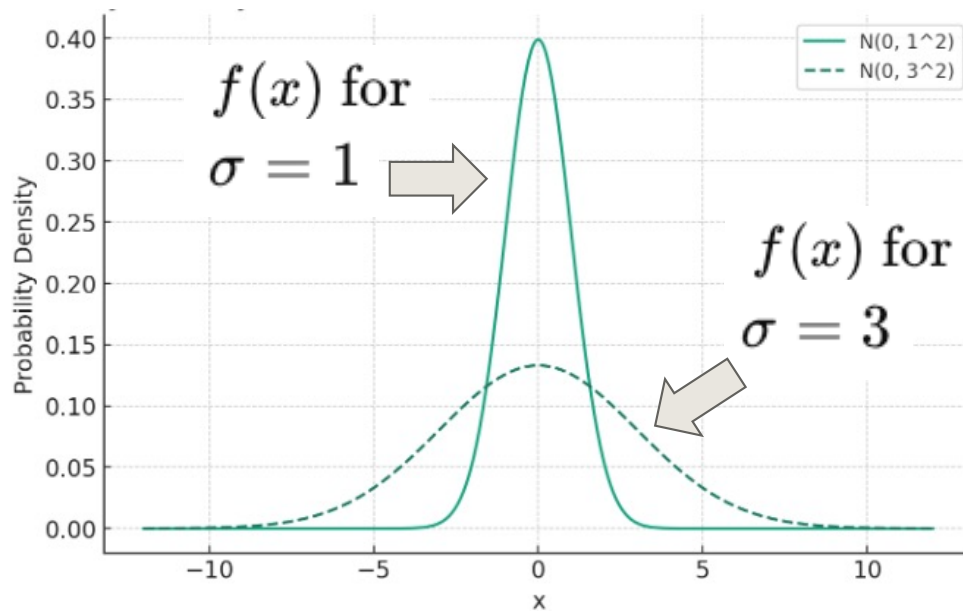 0.40
0.35
0.30
0.25
0.20
0.15
0.10
0.05
0.00
Probability Density
−10
−5
0
5
10
x
N(0, 1^2)
N(0, 3^2)
f(x) for
σ = 1
f(x) for
σ = 3